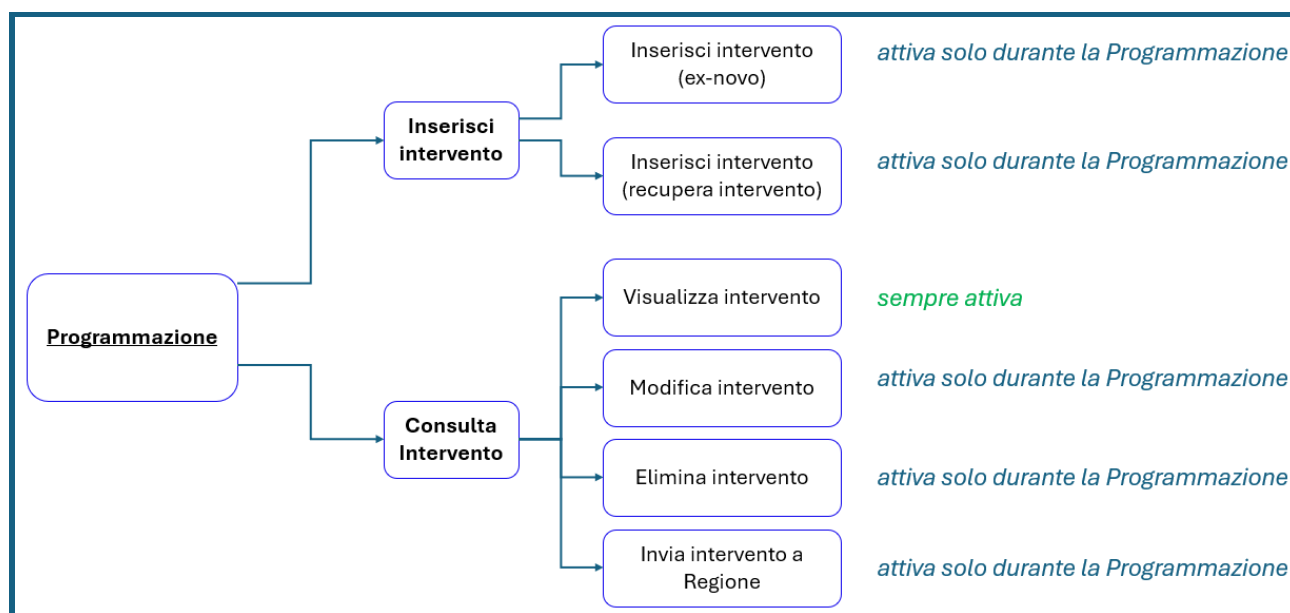 Inserisci intervento
(ex-novo)
attiva solo durante la Programmazione
Inserisci
intervento
Inserisci intervento
(recupera intervento)
attiva solo durante la Programmazione
Programmazione
Visualizza intervento
sempre attiva
Modifica intervento
attiva solo durante la Programmazione
Consulta
Intervento
Elimina intervento
attiva solo durante la Programmazione
Invia intervento a
Regione
attiva solo durante la Programmazione